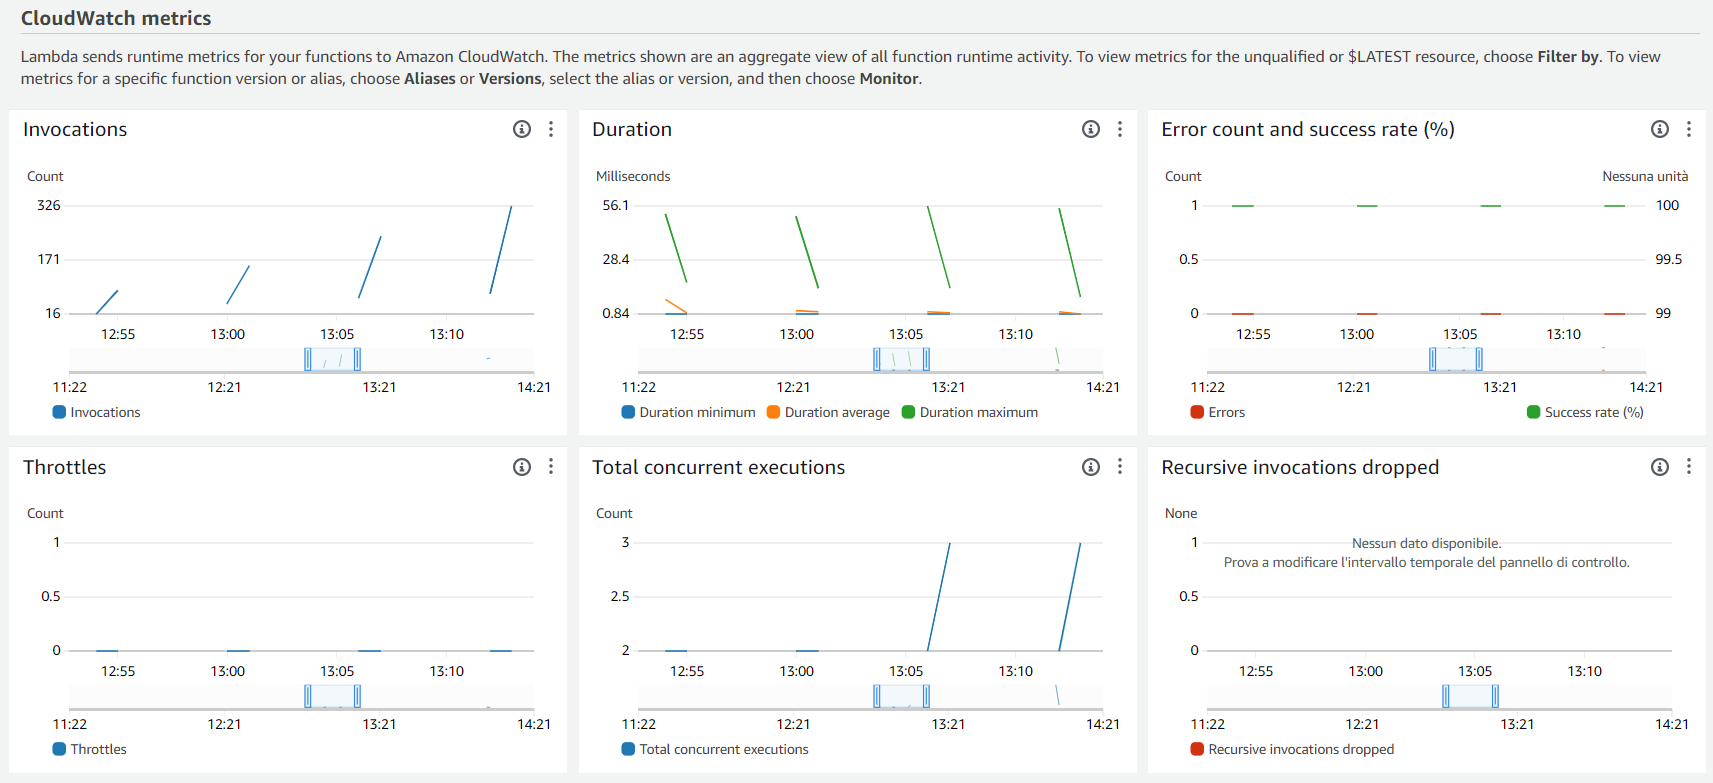 CloudWatch metrics
Lambda sends runtime metrics for your functions to Amazon CloudWatch. The metrics shown are an aggregate view of all function runtime activity. To view metrics for the unqualified or $LATEST resource, choose Filter by. To view
metrics for a specific function version or alias, choose Aliases or Versions, select the alias or version, and then choose Monitor.
Invocations
Count
326
171
16
12:55 13:00 13:05 13:10
11:22 12:21 13:21 14:21
Invocations
Duration
Milliseconds
56.1
28.4
0.84
12:55 13:00 13:05 13:10
11:22 12:21 13:21 14:21
Duration minimum Duration average Duration maximum
Error count and success rate (%)
Count Nessuna unità
1 100
0.5 99.5
0 99
12:55 13:00 13:05 13:10
11:22 12:21 13:21 14:21
Errors Success rate (%)
Throttles
Count
1
0.5
0
12:55 13:00 13:05 13:10
11:22 12:21 13:21 14:21
Throttles
Total concurrent executions
Count
3
2.5
2
12:55 13:00 13:05 13:10
11:22 12:21 13:21 14:21
Total concurrent executions
Recursive invocations dropped
None
1
Nessun dato disponibile.
Prova a modificare l'intervallo temporale del pannello di controllo.
0.5
0
12:55 13:00 13:05 13:10
11:22 12:21 13:21 14:21
Recursive invocations dropped